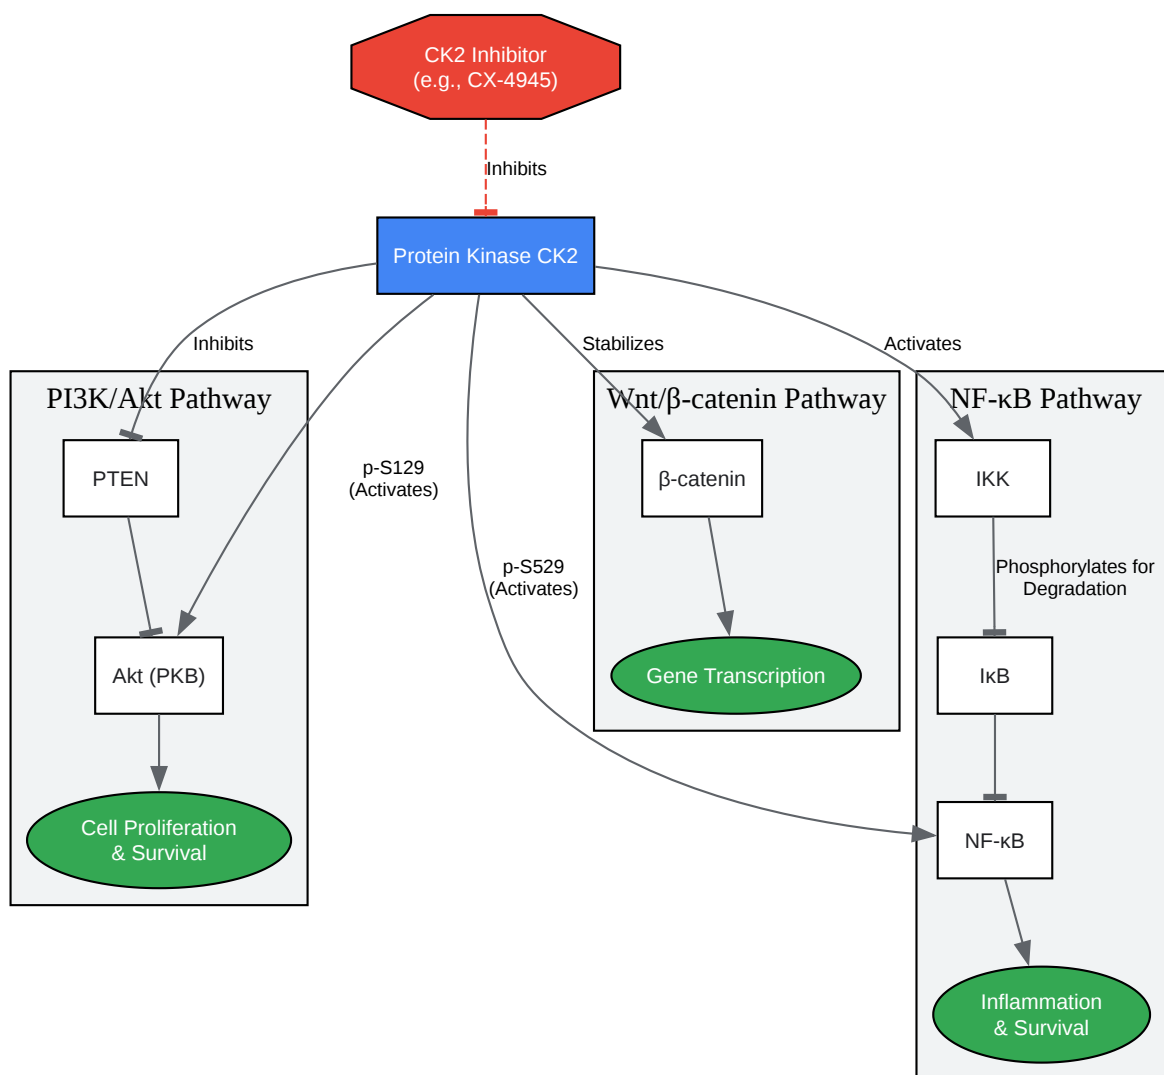 CK2 Inhibitor
(e.g., CX-4945)
Inhibits
Protein Kinase CK2
Inhibits
Stabilizes
Activates
PI3K/Akt Pathway
Wnt/β-catenin Pathway
NF-κB Pathway
PTEN
p-S129
(Activates)
β-catenin
IKK
p-S529
(Activates)
Phosphorylates for
Degradation
Akt (PKB)
Gene Transcription
IκB
Cell Proliferation
& Survival
NF-κB
Inflammation
& Survival